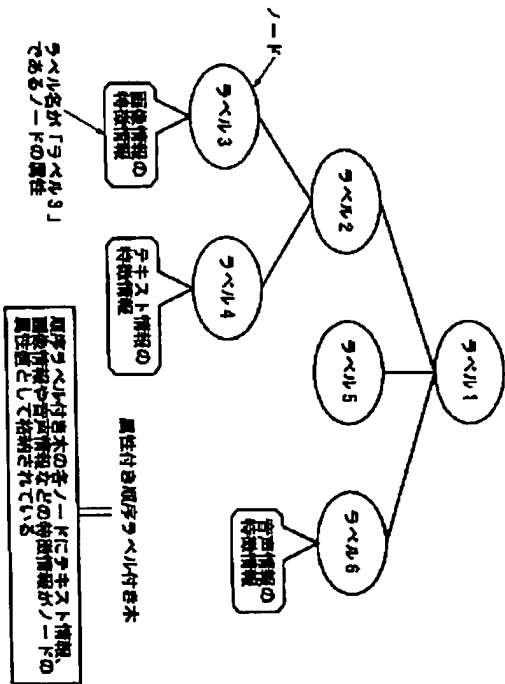 ラベル1
ラベル2
ラベル5
ラベル6
ノード
ラベル3
ラベル4
画像情報の
特徴情報
テキスト情報の
特徴情報
音声情報の
特徴情報
ラベル名が「ラベル3」
であるノードの属性
属性付き順序ラベル付き木
順序ラベル付き木の各ノードにテキスト情報、
画像情報や音声情報などの特徴情報がノードの
属性値として格納されている